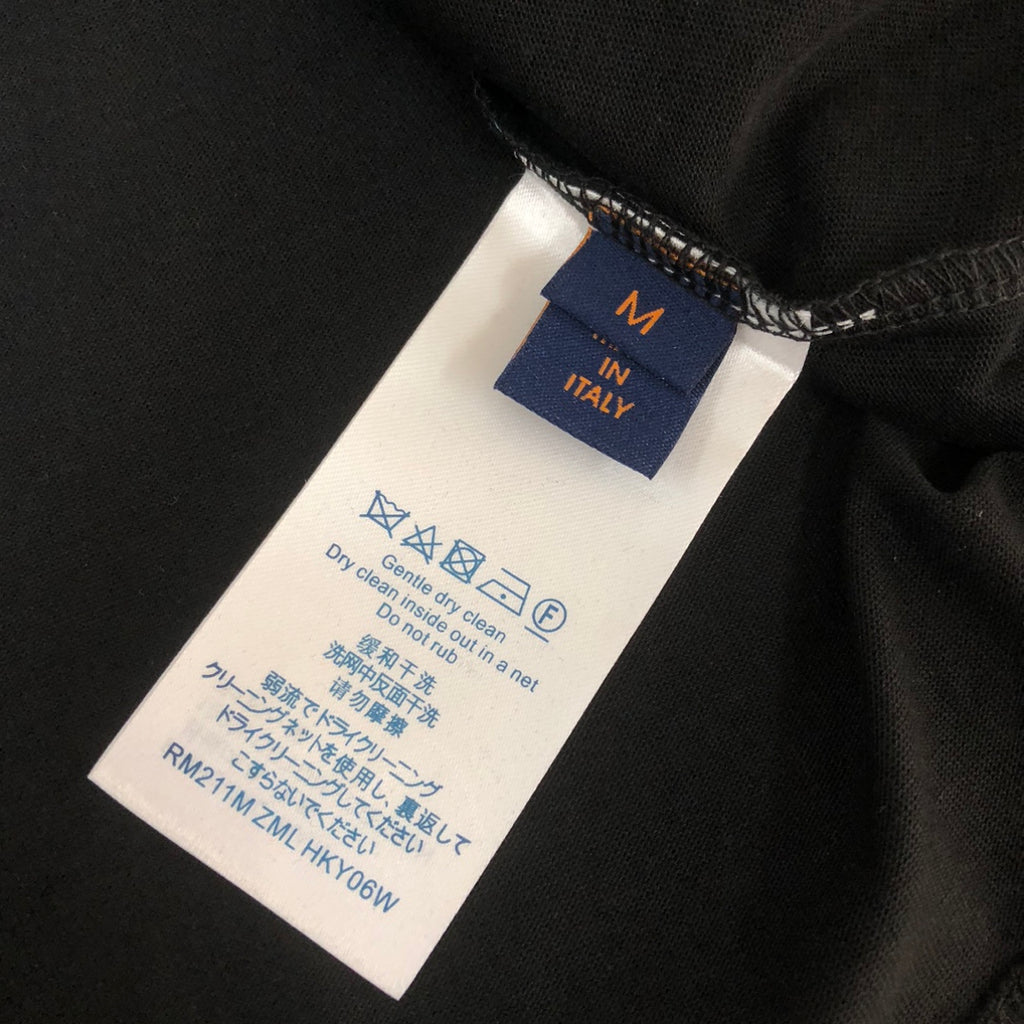 M
IN
ITALY
F
Gentle dry clean
Dry clean inside out in a net
Do not rub
缓和干洗
洗网中反面干洗
请勿摩擦
弱流でドライクリーニング
クリーニングネットを使用し、裏返して
ドライクリーニングしてください
こすらないでください
RM211M ZML HKY06W